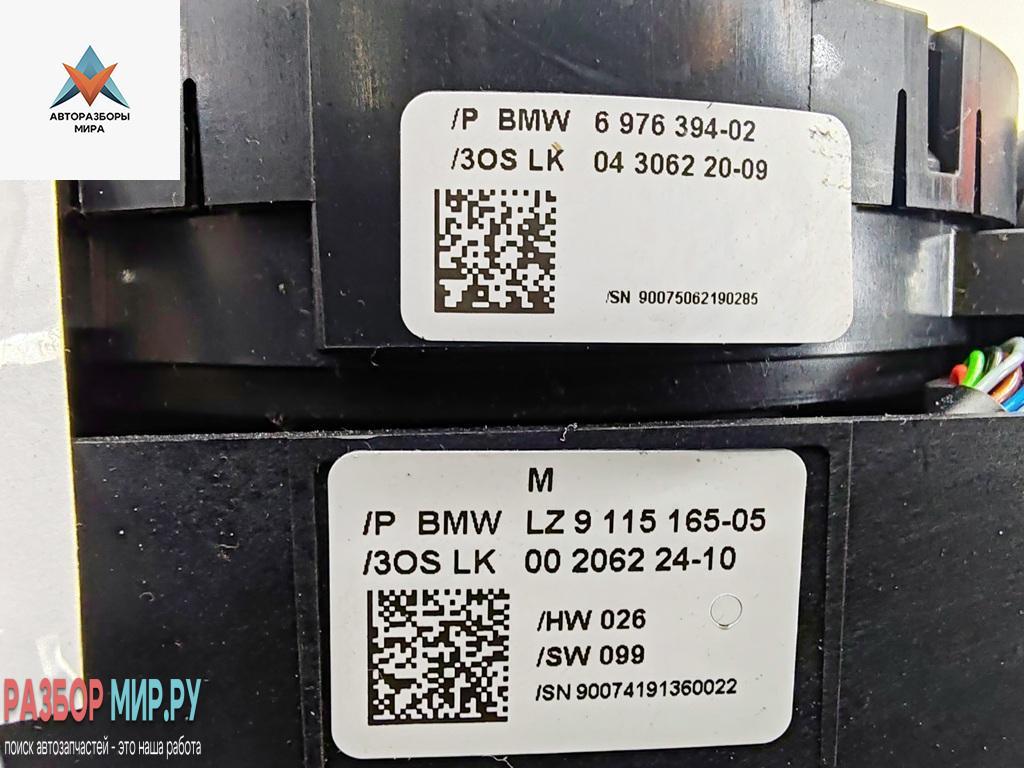 АВТОРАЗБОРЫ
МИРА
/P BMW 6 976 394-02
/3OS LK 04 3062 20-09
/SN 90075062190285
M
/P BMW LZ 9 115 165-05
/3OS LK 00 2062 24-10
/HW 026
/SW 099
/SN 90074191360022
РАЗБОР МИР.РУ
поиск автозапчастей - это наша работа